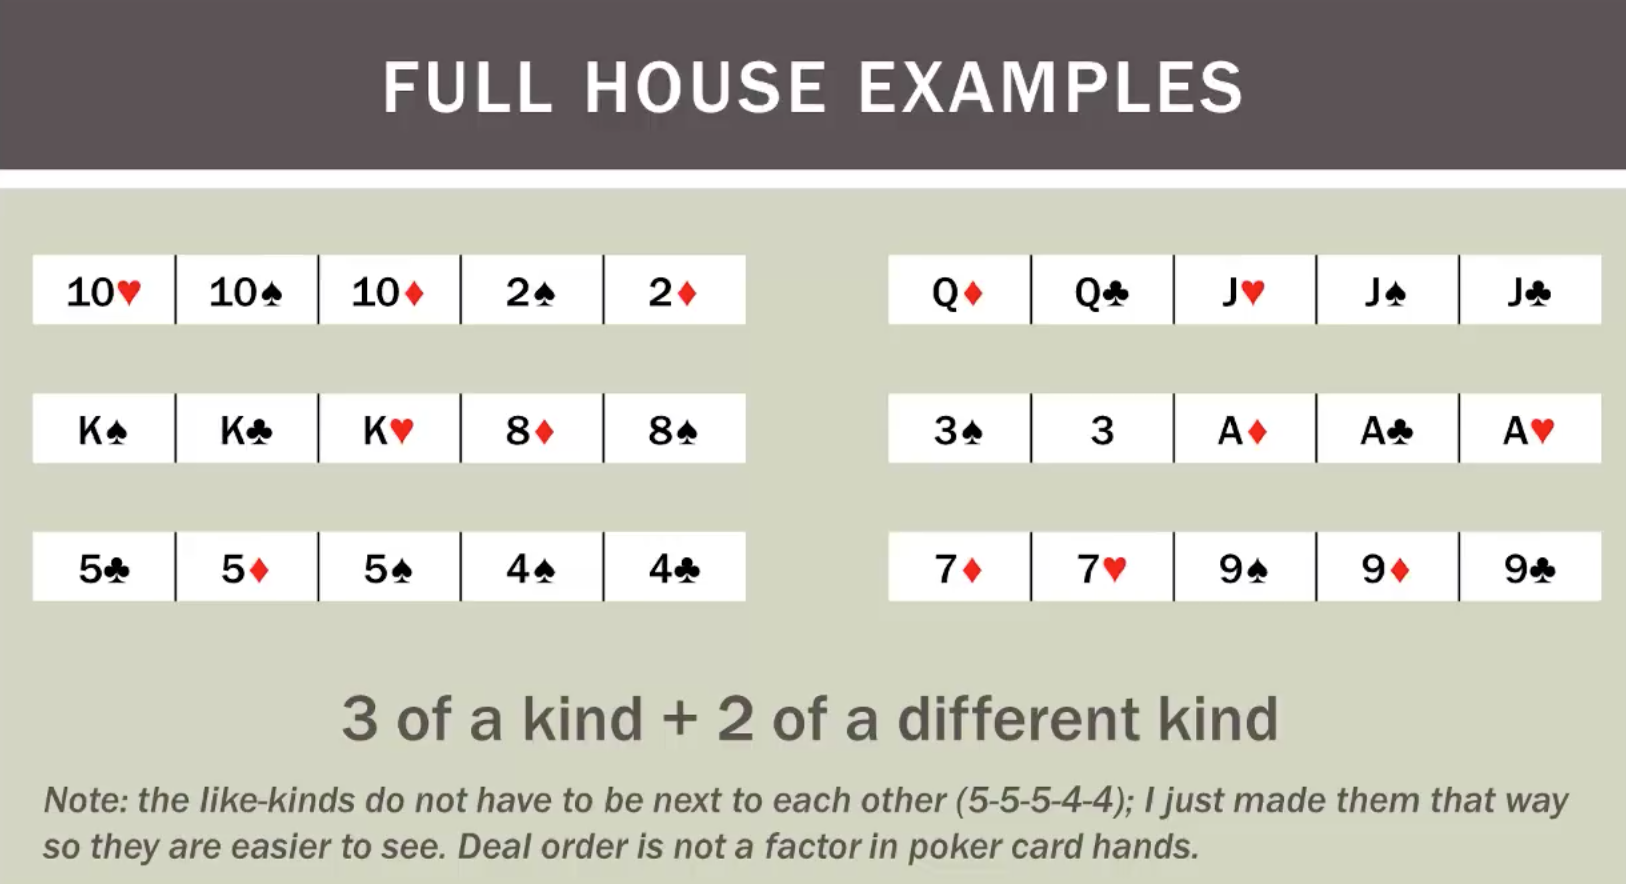 FULL HOUSE EXAMPLES
10♥ 10♠ 10♦ 2♠ 2♦
Q♦ Q♣ J♥ J♠ J♣
K♠ K♣ K♥ 8♦ 8♠
3♠ 3 A♦ A♣ A♥
5♣ 5♦ 5♠ 4♠ 4♣
7♦ 7♥ 9♠ 9♦ 9♣
3 of a kind + 2 of a different kind
Note: the like-kinds do not have to be next to each other (5-5-5-4-4); I just made them that way
so they are easier to see. Deal order is not a factor in poker card hands.